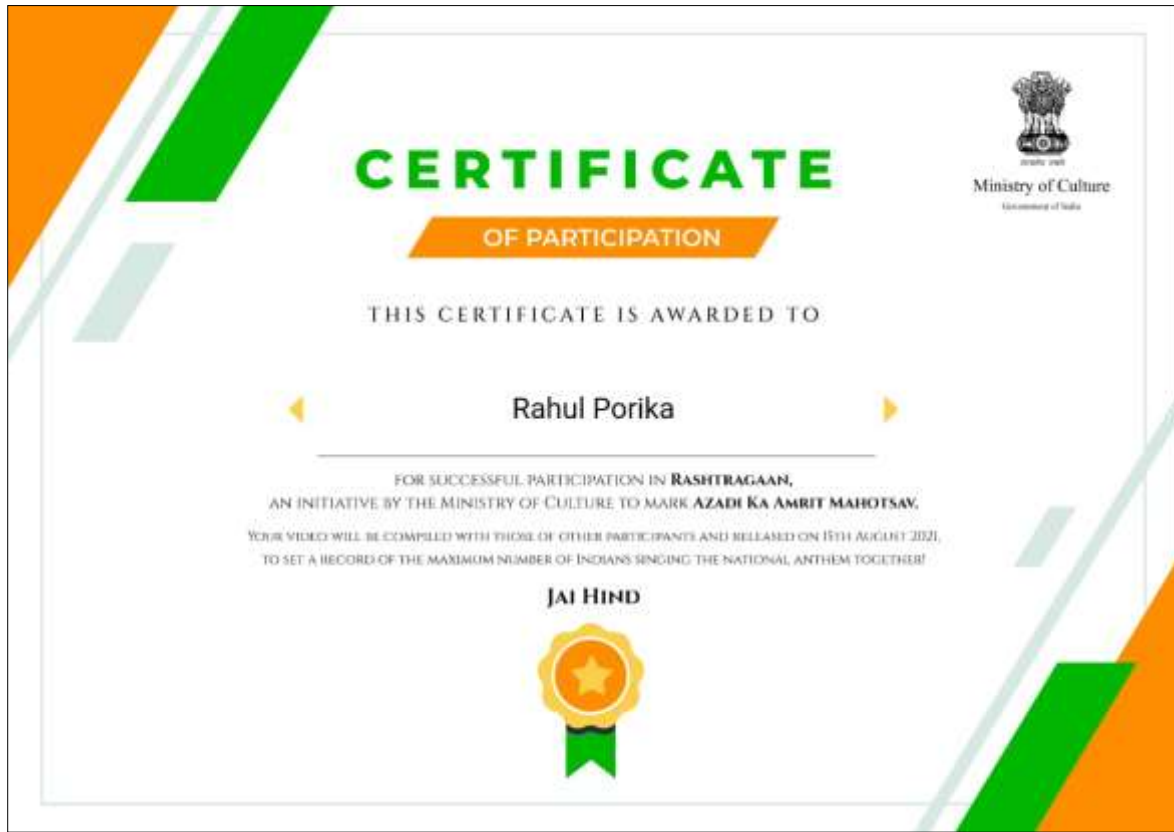 CERTIFICATE
OF PARTICIPATION
Ministry of Culture
Government of India
THIS CERTIFICATE IS AWARDED TO
Rahul Porika
FOR SUCCESSFUL PARTICIPATION IN RASHTRAGAAN,
AN INITIATIVE BY THE MINISTRY OF CULTURE TO MARK AZADI KA AMRIT MAHOTSAV.
YOUR VIDEO WILL BE COMPILED WITH THOSE OF OTHER PARTICIPANTS AND RELEASED ON 15TH AUGUST 2021,
TO SET A RECORD OF THE MAXIMUM NUMBER OF INDIANS SINGING THE NATIONAL ANTHEM TOGETHER!
JAI HIND